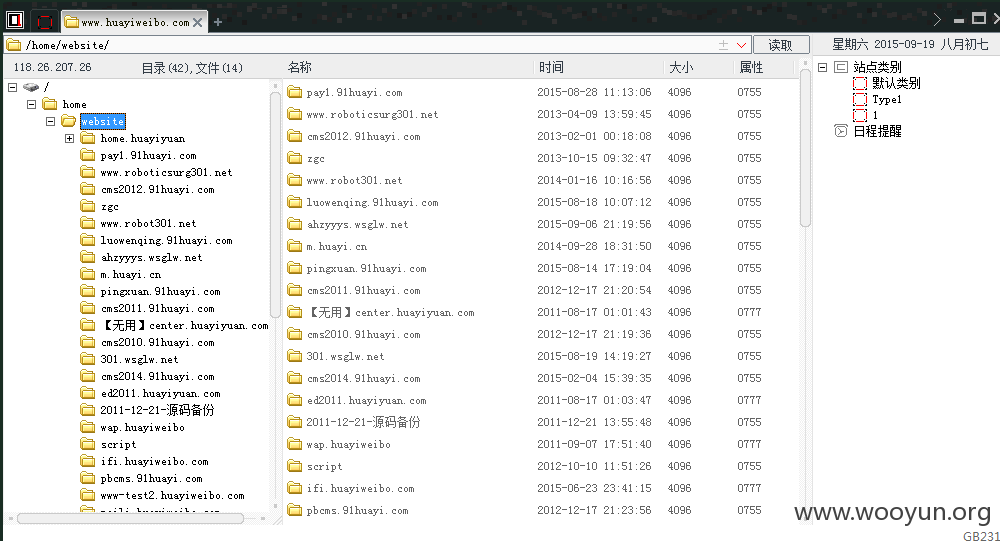 www.huayiweibo.com
/home/website/
读取
星期六 2015-09-19 八月初七
118.26.207.26
目录(42),文件(14)
名称 时间 大小 属性
/
home
website
home.huayiyuan
pay1.91huayi.com
www.roboticsurg301.net
cms2012.91huayi.com
zgc
www.robot301.net
luowenqing.91huayi.com
ahzyyys.wsglw.net
m.huayi.cn
pingxuan.91huayi.com
cms2011.91huayi.com
【无用】center.huayiyuan.com
cms2010.91huayi.com
301.wsglw.net
cms2014.91huayi.com
ed2011.huayiyuan.com
2011-12-21-源码备份
wap.huayiweibo
script
ifi.huayiweibo.com
pbcms.91huayi.com
www-test2.huayiweibo.com
pay1.91huayi.com 2015-08-28 11:13:06 4096 0755
www.roboticsurg301.net 2013-04-09 13:59:45 4096 0755
cms2012.91huayi.com 2013-02-01 00:18:08 4096 0755
zgc 2013-10-15 09:32:47 4096 0755
www.robot301.net 2014-01-16 10:16:56 4096 0755
luowenqing.91huayi.com 2015-08-18 10:07:12 4096 0755
ahzyyys.wsglw.net 2015-09-06 21:19:56 4096 0755
m.huayi.cn 2014-09-28 18:31:50 4096 0755
pingxuan.91huayi.com 2015-08-14 17:19:04 4096 0755
cms2011.91huayi.com 2012-12-17 21:20:54 4096 0755
【无用】center.huayiyuan.com 2011-08-17 01:01:43 4096 0777
cms2010.91huayi.com 2012-12-17 21:19:36 4096 0755
301.wsglw.net 2015-08-19 14:19:27 4096 0755
cms2014.91huayi.com 2015-02-04 15:39:35 4096 0755
ed2011.huayiyuan.com 2011-08-17 01:03:47 4096 0777
2011-12-21-源码备份 2011-12-21 13:55:48 4096 0755
wap.huayiweibo 2011-09-07 17:51:40 4096 0777
script 2012-10-10 11:51:26 4096 0755
ifi.huayiweibo.com 2015-06-23 23:41:15 4096 0777
pbcms.91huayi.com 2012-12-17 21:23:56 4096 0755
站点类别
默认类别
Type1
1
日程提醒
www.wooyun.org
GB231